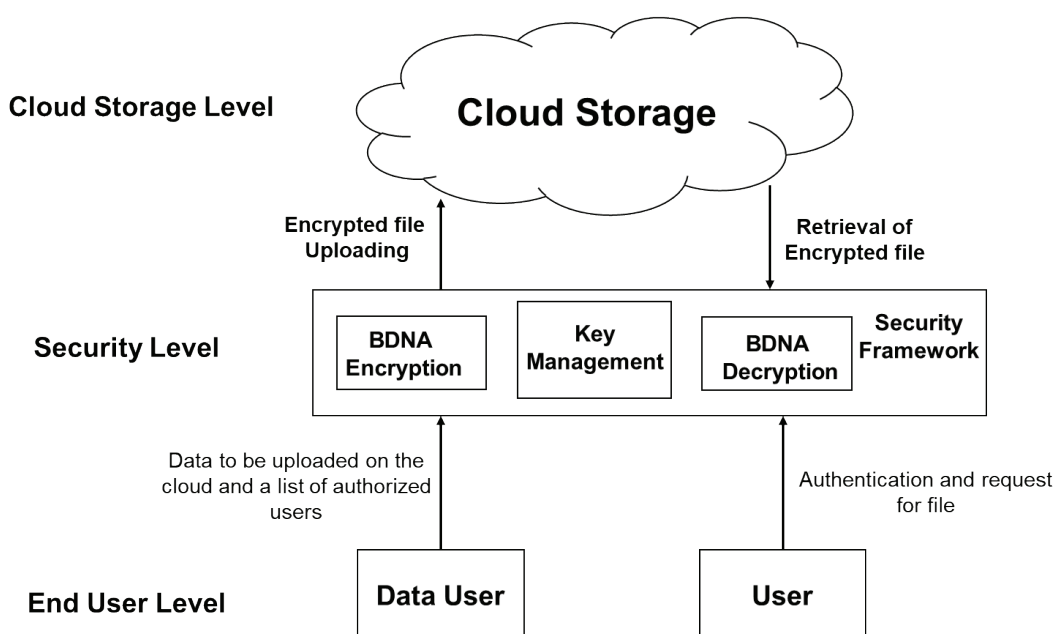 Cloud Storage Level
Cloud Storage
Encrypted file
Uploading
Retrieval of
Encrypted file
Security Level
BDNA
Encryption
Key
Management
BDNA
Decryption
Security
Framework
Data to be uploaded on the
cloud and a list of authorized
users
Authentication and request
for file
End User Level
Data User
User